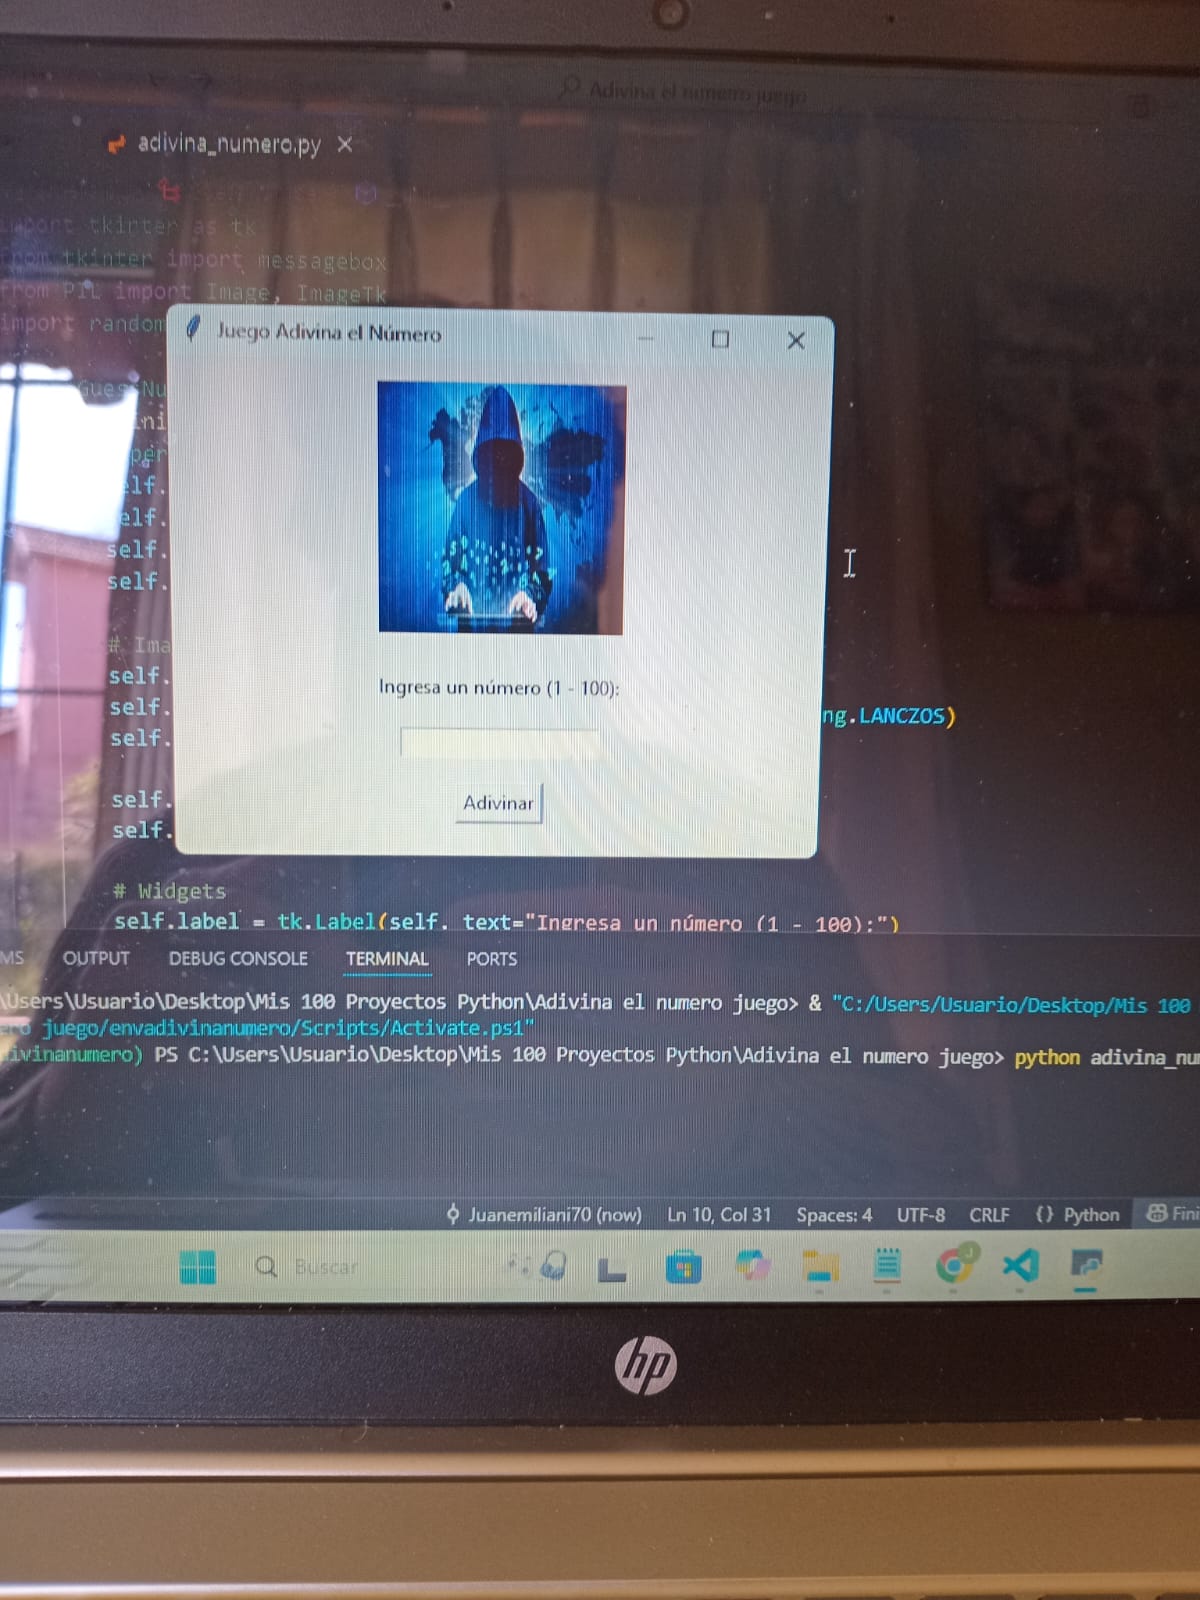 Adivina el numero juego
adivina_numero.py
import tkinter as tk
from tkinter import messagebox
from PIL import Image, ImageTk
import random
Juego Adivina el Número
GuessNu
ni
per
elf.
elf.
self.
self.
# Ima
self.
self.
ng.LANCZOS)
self.
self.
self.
Ingresa un número (1 - 100):
Adivinar
# Widgets
self.label = tk.Label(self. text="Ingresa un número (1 - 100):")
MS OUTPUT DEBUG CONSOLE TERMINAL PORTS
\Users\Usuario\Desktop\Mis 100 Proyectos Python\Adivina el numero juego> & "C:/Users/Usuario/Desktop/Mis 100
ero juego/envadivinanumero/Scripts/Activate.ps1"
divinanumero) PS C:\Users\Usuario\Desktop\Mis 100 Proyectos Python\Adivina el numero juego> python adivina_nu
Juanemiliani70 (now) Ln 10, Col 31 Spaces: 4 UTF-8 CRLF {} Python Fini
Buscar
J
hp